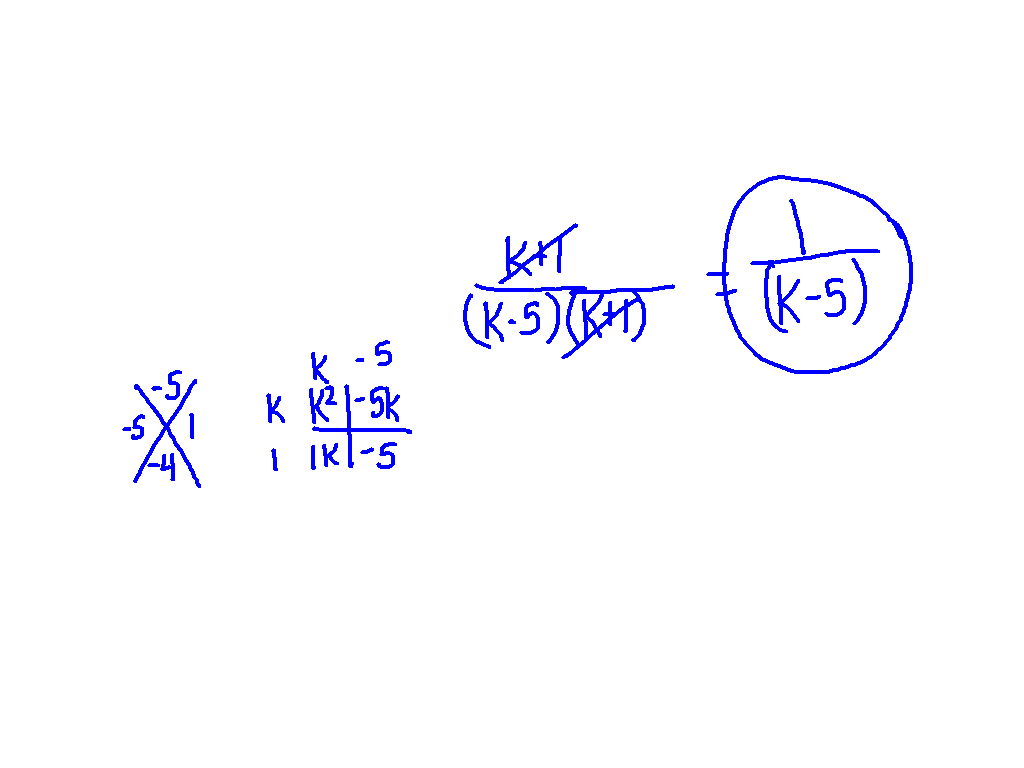 k+1
(k-5)(k+1)
=
1
(k-5)
-5
-5 1
-4
k -5
k k² -5k
1 1k -5